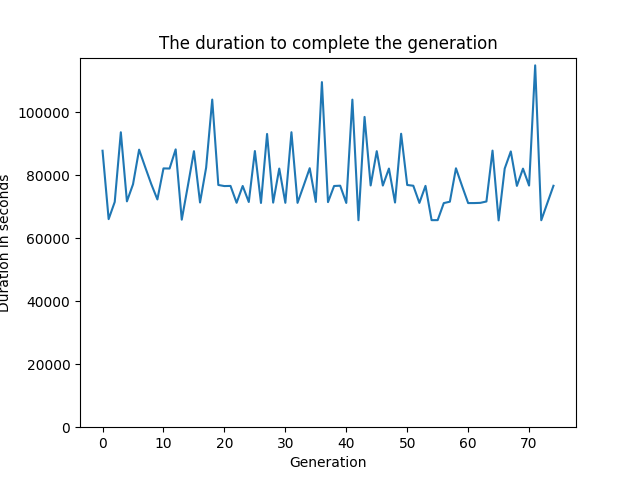 The duration to complete the generation
100000
80000
60000
40000
20000
0
Duration in seconds
0 10 20 30 40 50 60 70
Generation